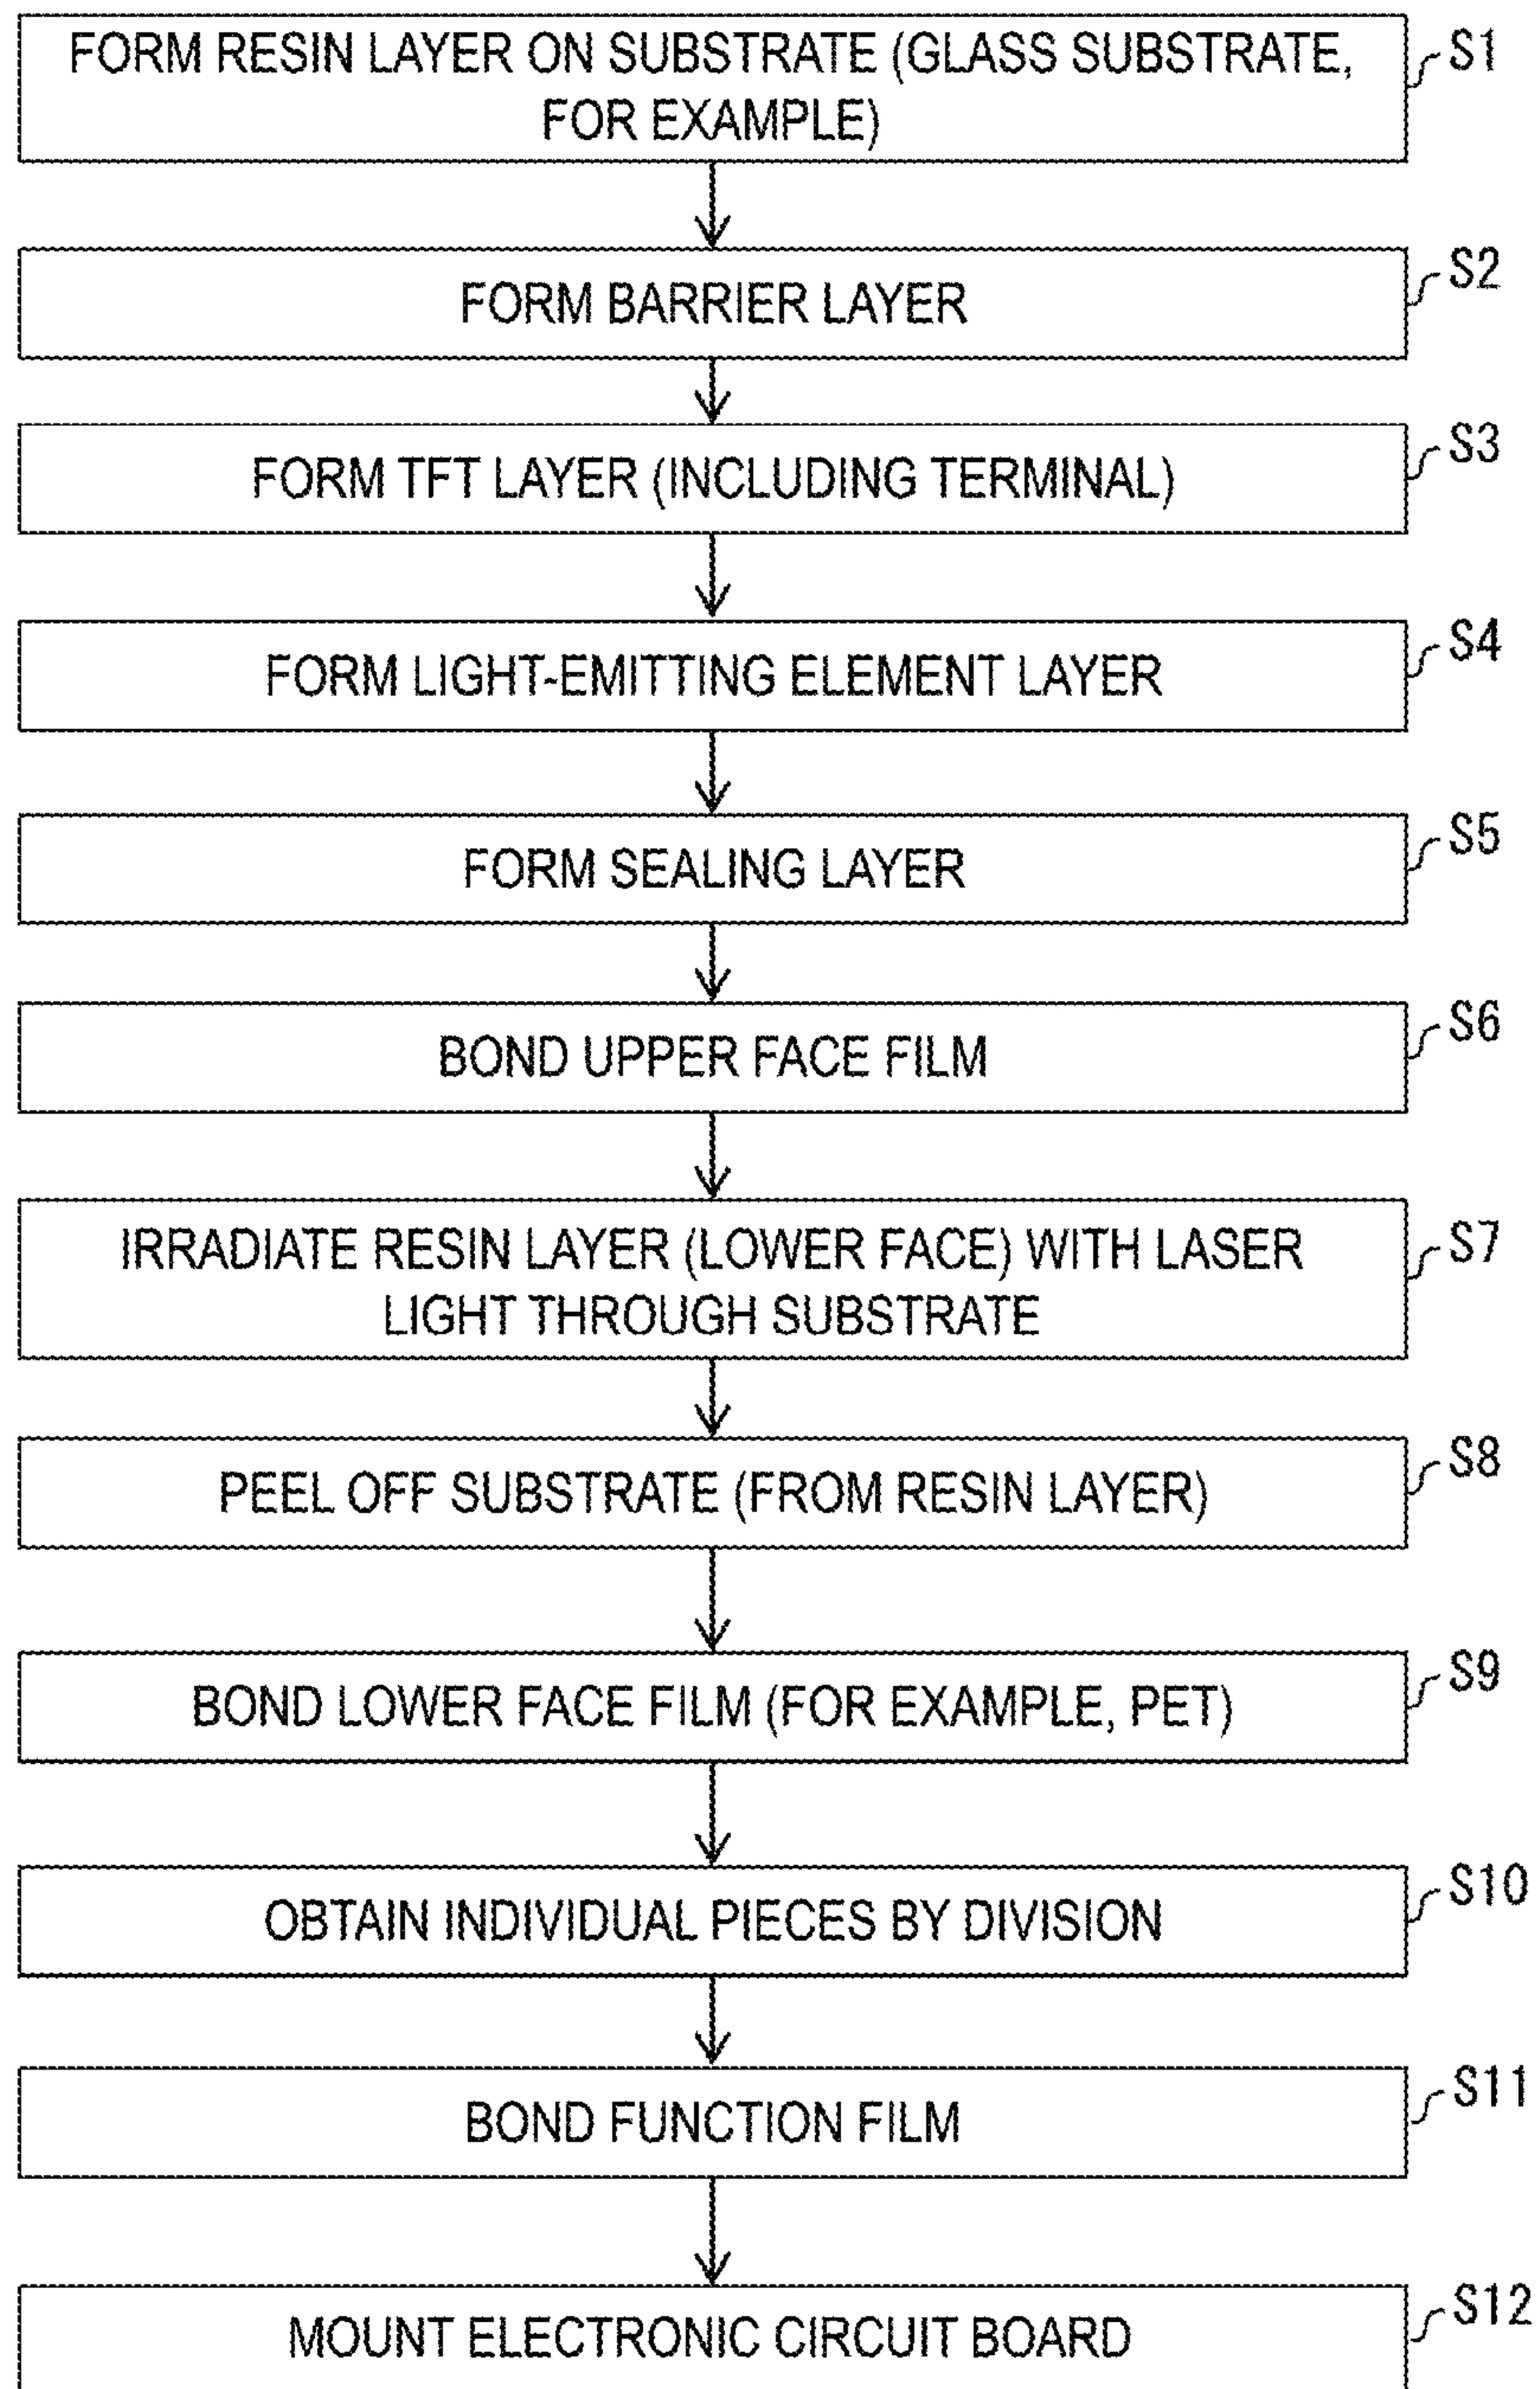 FORM RESIN LAYER ON SUBSTRATE (GLASS SUBSTRATE,
FOR EXAMPLE)
S1
FORM BARRIER LAYER
S2
FORM TFT LAYER (INCLUDING TERMINAL)
S3
FORM LIGHT-EMITTING ELEMENT LAYER
S4
FORM SEALING LAYER
S5
BOND UPPER FACE FILM
S6
IRRADIATE RESIN LAYER (LOWER FACE) WITH LASER
LIGHT THROUGH SUBSTRATE
S7
PEEL OFF SUBSTRATE (FROM RESIN LAYER)
S8
BOND LOWER FACE FILM (FOR EXAMPLE, PET)
S9
OBTAIN INDIVIDUAL PIECES BY DIVISION
S10
BOND FUNCTION FILM
S11
MOUNT ELECTRONIC CIRCUIT BOARD
S12